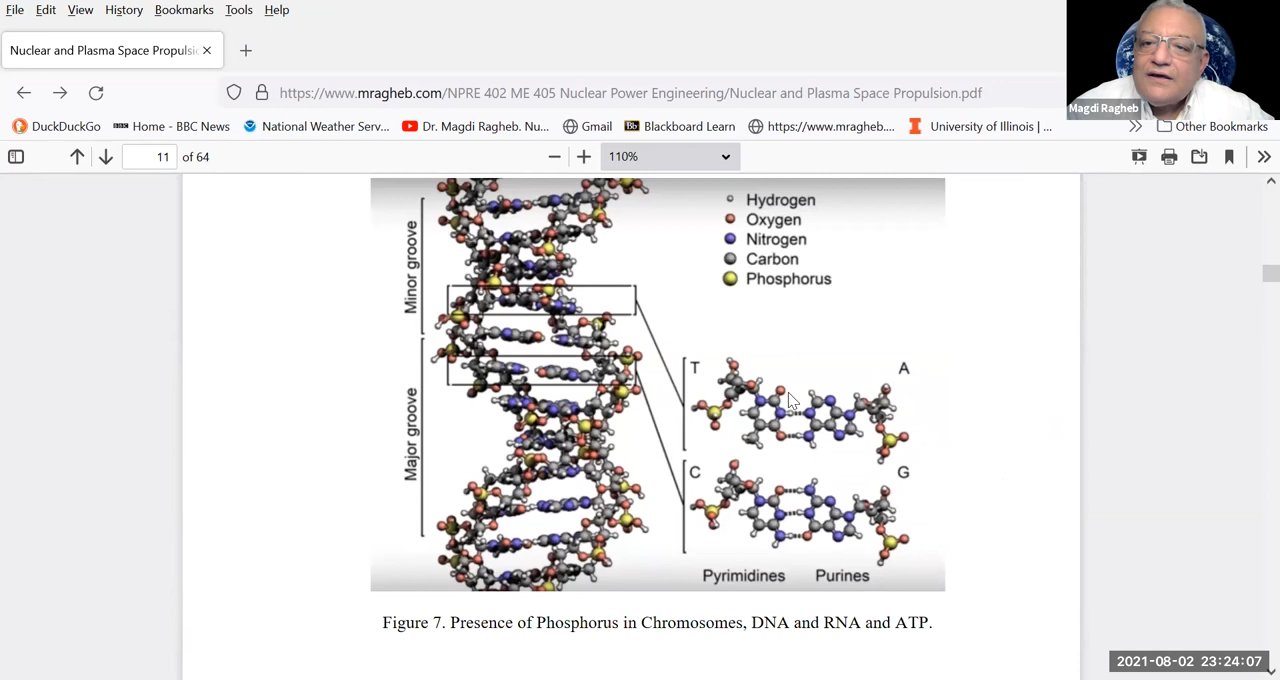 File Edit View History Bookmarks Tools Help
Nuclear and Plasma Space Propulsi
Magdi Ragheb
https://www.mragheb.com/NPRE 402 ME 405 Nuclear Power Engineering/Nuclear and Plasma Space Propulsion.pdf
DuckDuckGo BBC Home - BBC News National Weather Serv... Dr. Magdi Ragheb. Nu... Gmail Bb Blackboard Learn https://www.mragheb.... I University of Illinois | ... Other Bookmarks
11 of 64 110%
Minor groove
Major groove
Hydrogen
Oxygen
Nitrogen
Carbon
Phosphorus
T A
C G
Pyrimidines Purines
Figure 7. Presence of Phosphorus in Chromosomes, DNA and RNA and ATP.
2021-08-02 23:24:07